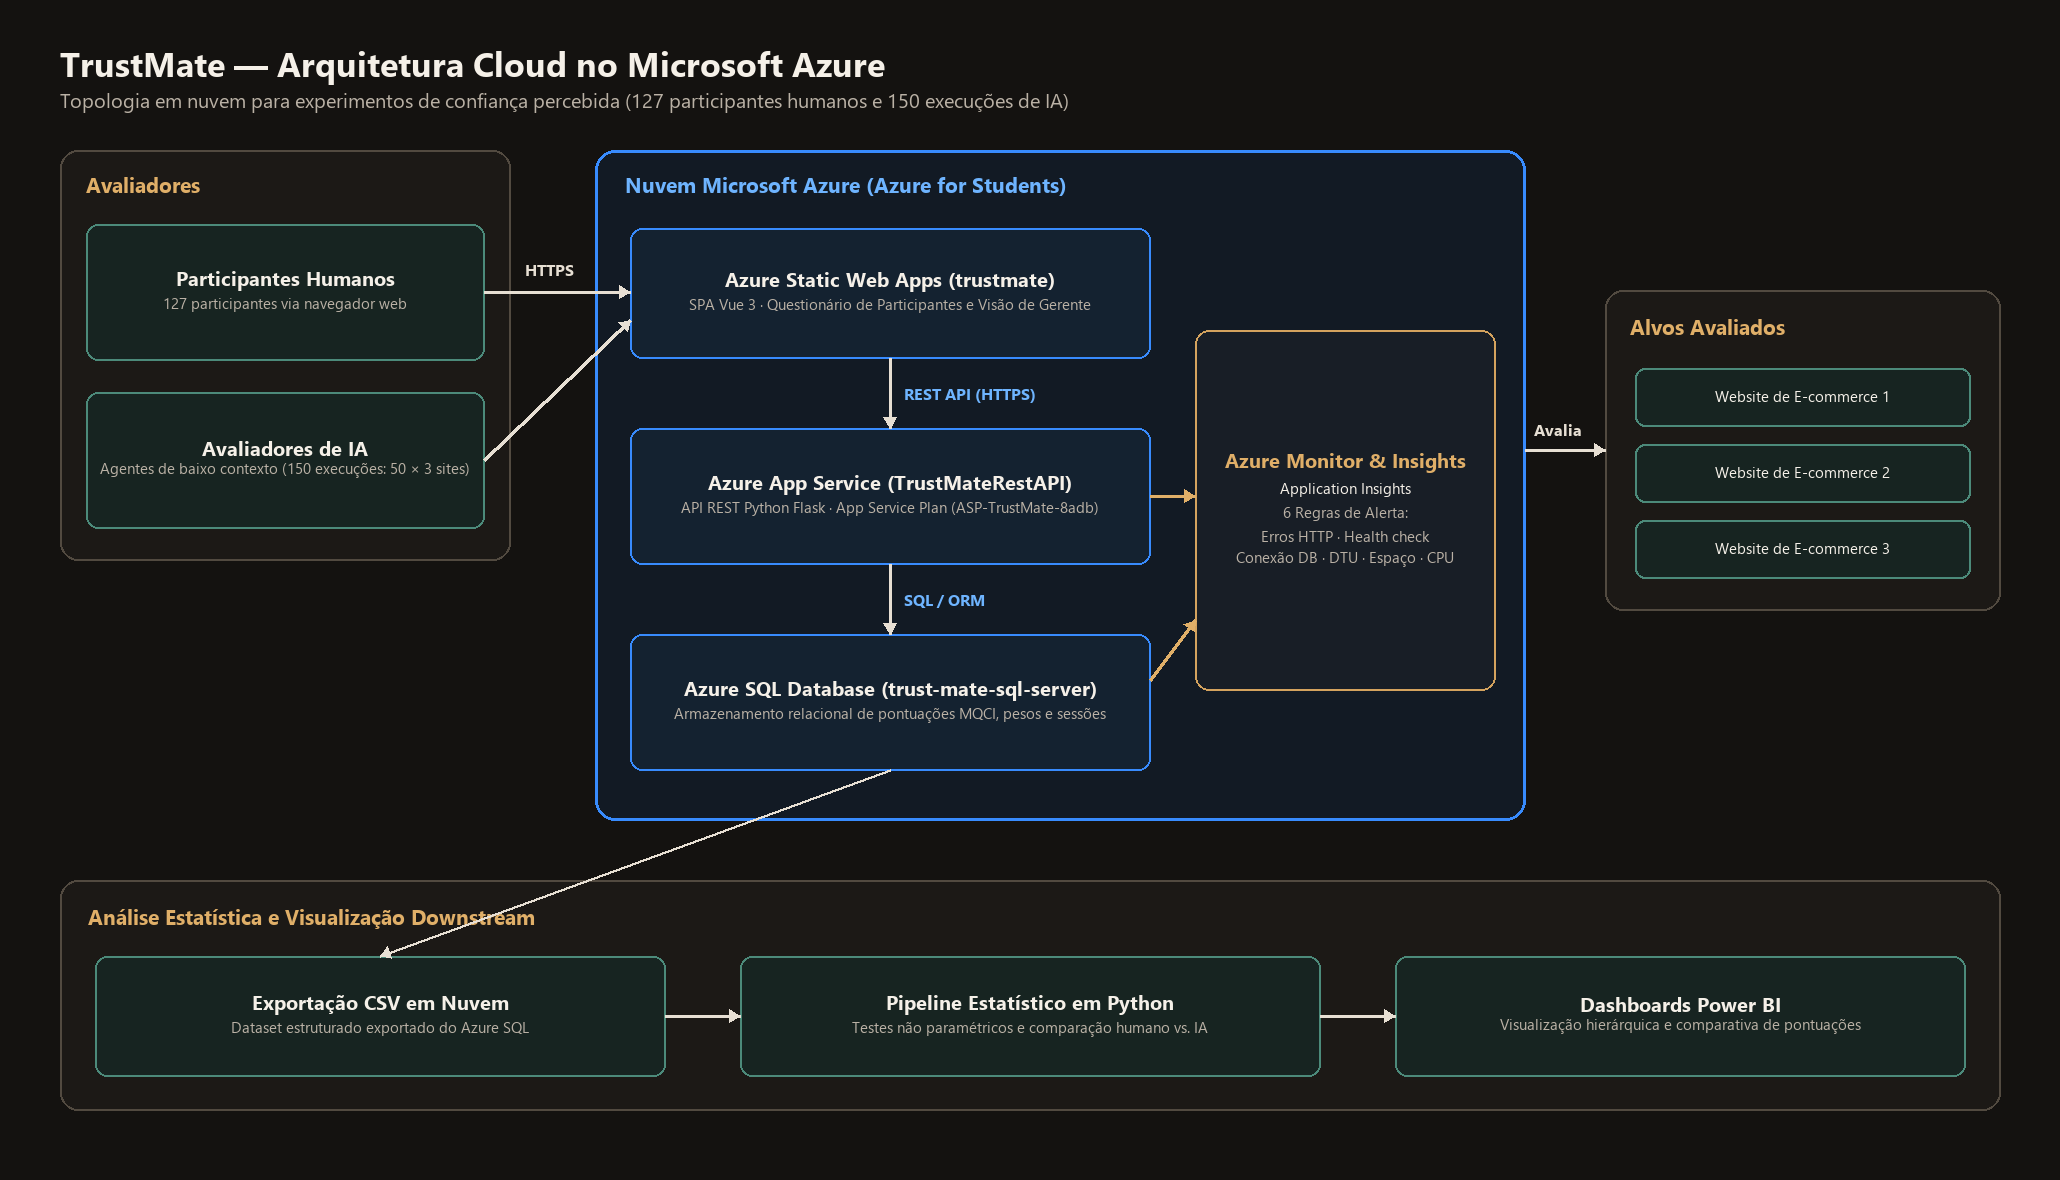 TrustMate — Arquitetura Cloud no Microsoft Azure
Topologia em nuvem para experimentos de confiança percebida (127 participantes humanos e 150 execuções de IA)
Avaliadores
Participantes Humanos
127 participantes via navegador web
Avaliadores de IA
Agentes de baixo contexto (150 execuções: 50 × 3 sites)
HTTPS
Nuvem Microsoft Azure (Azure for Students)
Azure Static Web Apps (trustmate)
SPA Vue 3 · Questionário de Participantes e Visão de Gerente
REST API (HTTPS)
Azure App Service (TrustMateRestAPI)
API REST Python Flask · App Service Plan (ASP-TrustMate-8adb)
SQL / ORM
Azure SQL Database (trust-mate-sql-server)
Armazenamento relacional de pontuações MQCI, pesos e sessões
Azure Monitor & Insights
Application Insights
6 Regras de Alerta:
Erros HTTP · Health check
Conexão DB · DTU · Espaço · CPU
Avalia
Alvos Avaliados
Website de E-commerce 1
Website de E-commerce 2
Website de E-commerce 3
Análise Estatística e Visualização Downstream
Exportação CSV em Nuvem
Dataset estruturado exportado do Azure SQL
Pipeline Estatístico em Python
Testes não paramétricos e comparação humano vs. IA
Dashboards Power BI
Visualização hierárquica e comparativa de pontuações